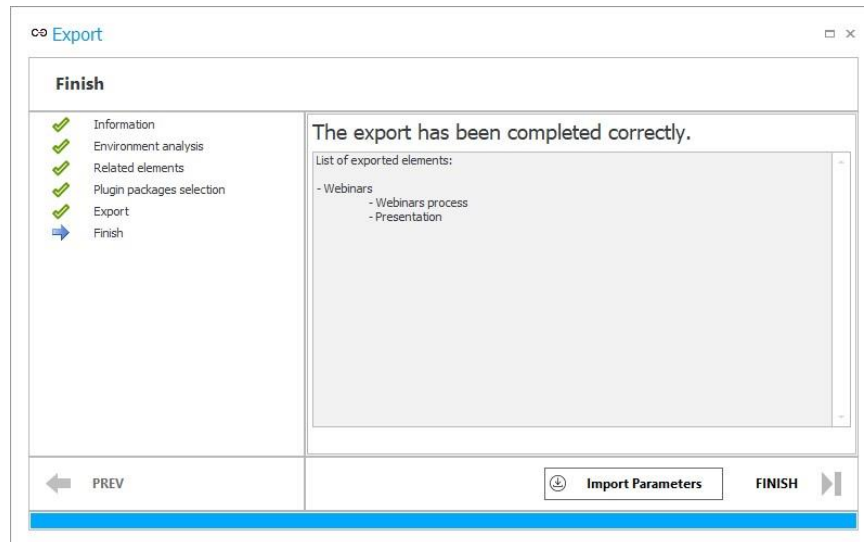 Export
Finish
Information
Environment analysis
Related elements
Plugin packages selection
Export
Finish
The export has been completed correctly.
List of exported elements:
- Webinars
- Webinars process
- Presentation
PREV
Import Parameters
FINISH